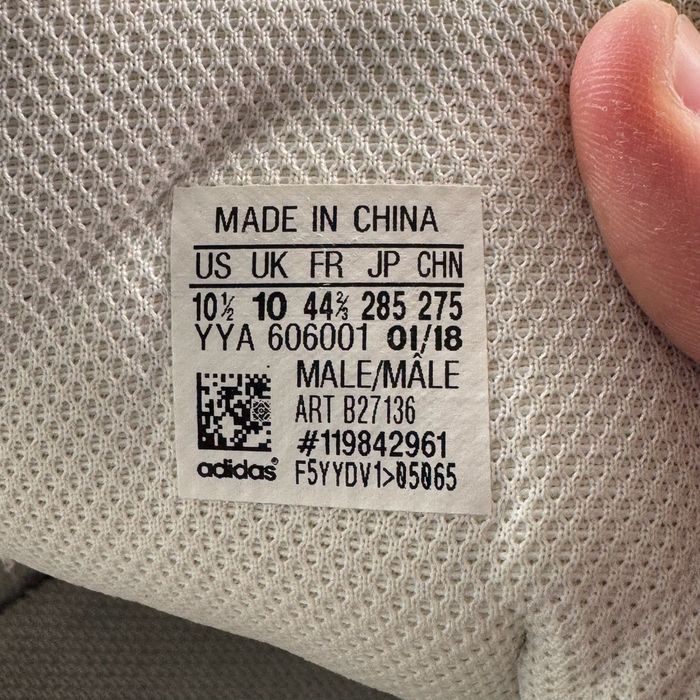 MADE IN CHINA
US UK FR JP CHN
10½ 10 44⅔ 285 275
YYA 606001 01/18
MALE/MÂLE
ART B27136
#119842961
adidas® F5YYDV1>05065